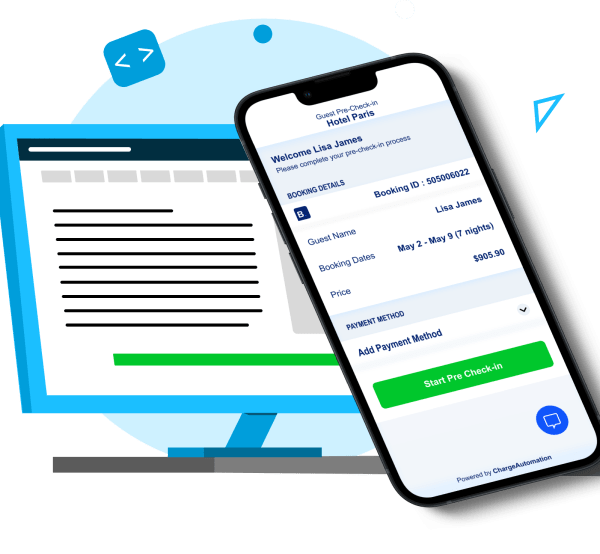 < >
Guest Pre-Check-in
Hotel Paris
Welcome Lisa James
Please complete your pre-check-in process
BOOKING DETAILS
B
Booking ID : 505006022
Guest Name Lisa James
Booking Dates May 2 - May 9 (7 nights)
Price $905.90
PAYMENT METHOD
Add Payment Method
Start Pre Check-in
Powered by ChargeAutomation